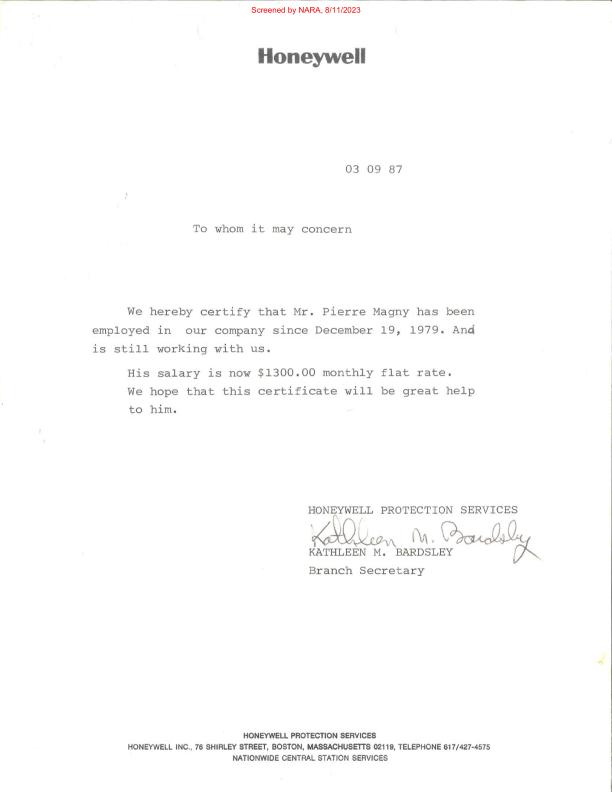 Screened by NARA, 8/11/2023
Honeywell
03 09 87
To whom it may concern
We hereby certify that Mr. Pierre Magny has been
employed in our company since December 19, 1979. And
is still working with us.
His salary is now $1300.00 monthly flat rate.
We hope that this certificate will be great help
to him.
HONEYWELL PROTECTION SERVICES
Kathleen M. Bardsley
KATHLEEN M. BARDSLEY
Branch Secretary
HONEYWELL PROTECTION SERVICES
HONEYWELL INC., 76 SHIRLEY STREET, BOSTON, MASSACHUSETTS 02119, TELEPHONE 617/427-4575
NATIONWIDE CENTRAL STATION SERVICES